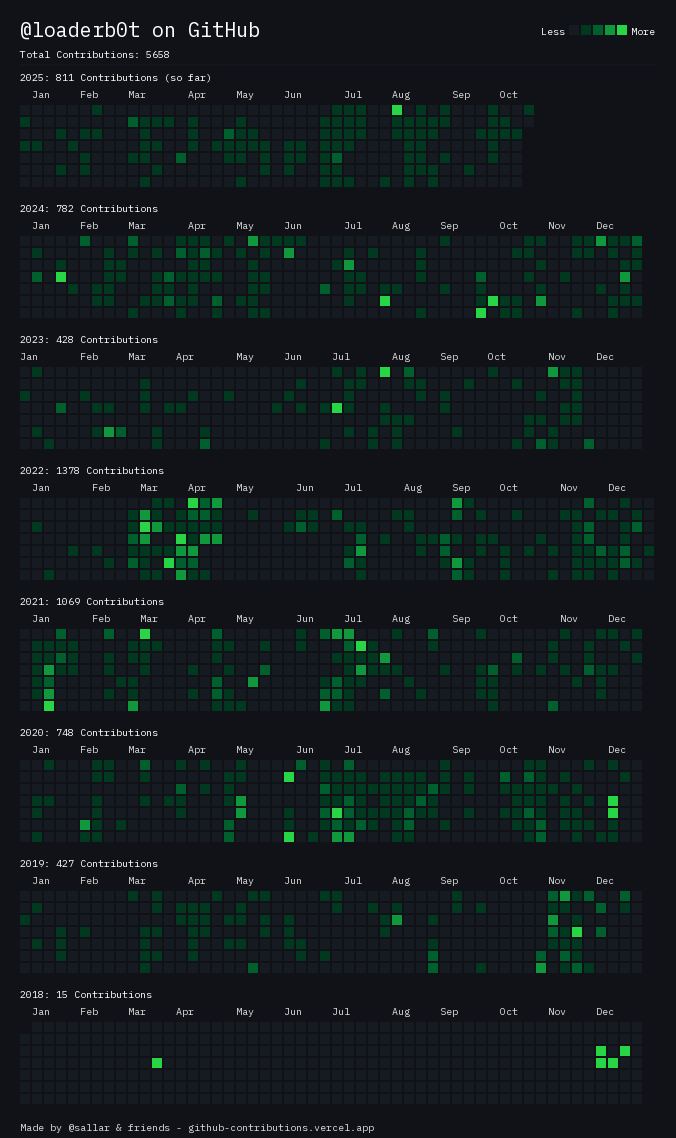 @loaderb0t on GitHub
Less More
Total Contributions: 5658
2025: 811 Contributions (so far)
Jan Feb Mar Apr May Jun Jul Aug Sep Oct
2024: 782 Contributions
Jan Feb Mar Apr May Jun Jul Aug Sep Oct Nov Dec
2023: 428 Contributions
Jan Feb Mar Apr May Jun Jul Aug Sep Oct Nov Dec
2022: 1378 Contributions
Jan Feb Mar Apr May Jun Jul Aug Sep Oct Nov Dec
2021: 1069 Contributions
Jan Feb Mar Apr May Jun Jul Aug Sep Oct Nov Dec
2020: 748 Contributions
Jan Feb Mar Apr May Jun Jul Aug Sep Oct Nov Dec
2019: 427 Contributions
Jan Feb Mar Apr May Jun Jul Aug Sep Oct Nov Dec
2018: 15 Contributions
Jan Feb Mar Apr May Jun Jul Aug Sep Oct Nov Dec
Made by @sallar & friends - github-contributions.vercel.app